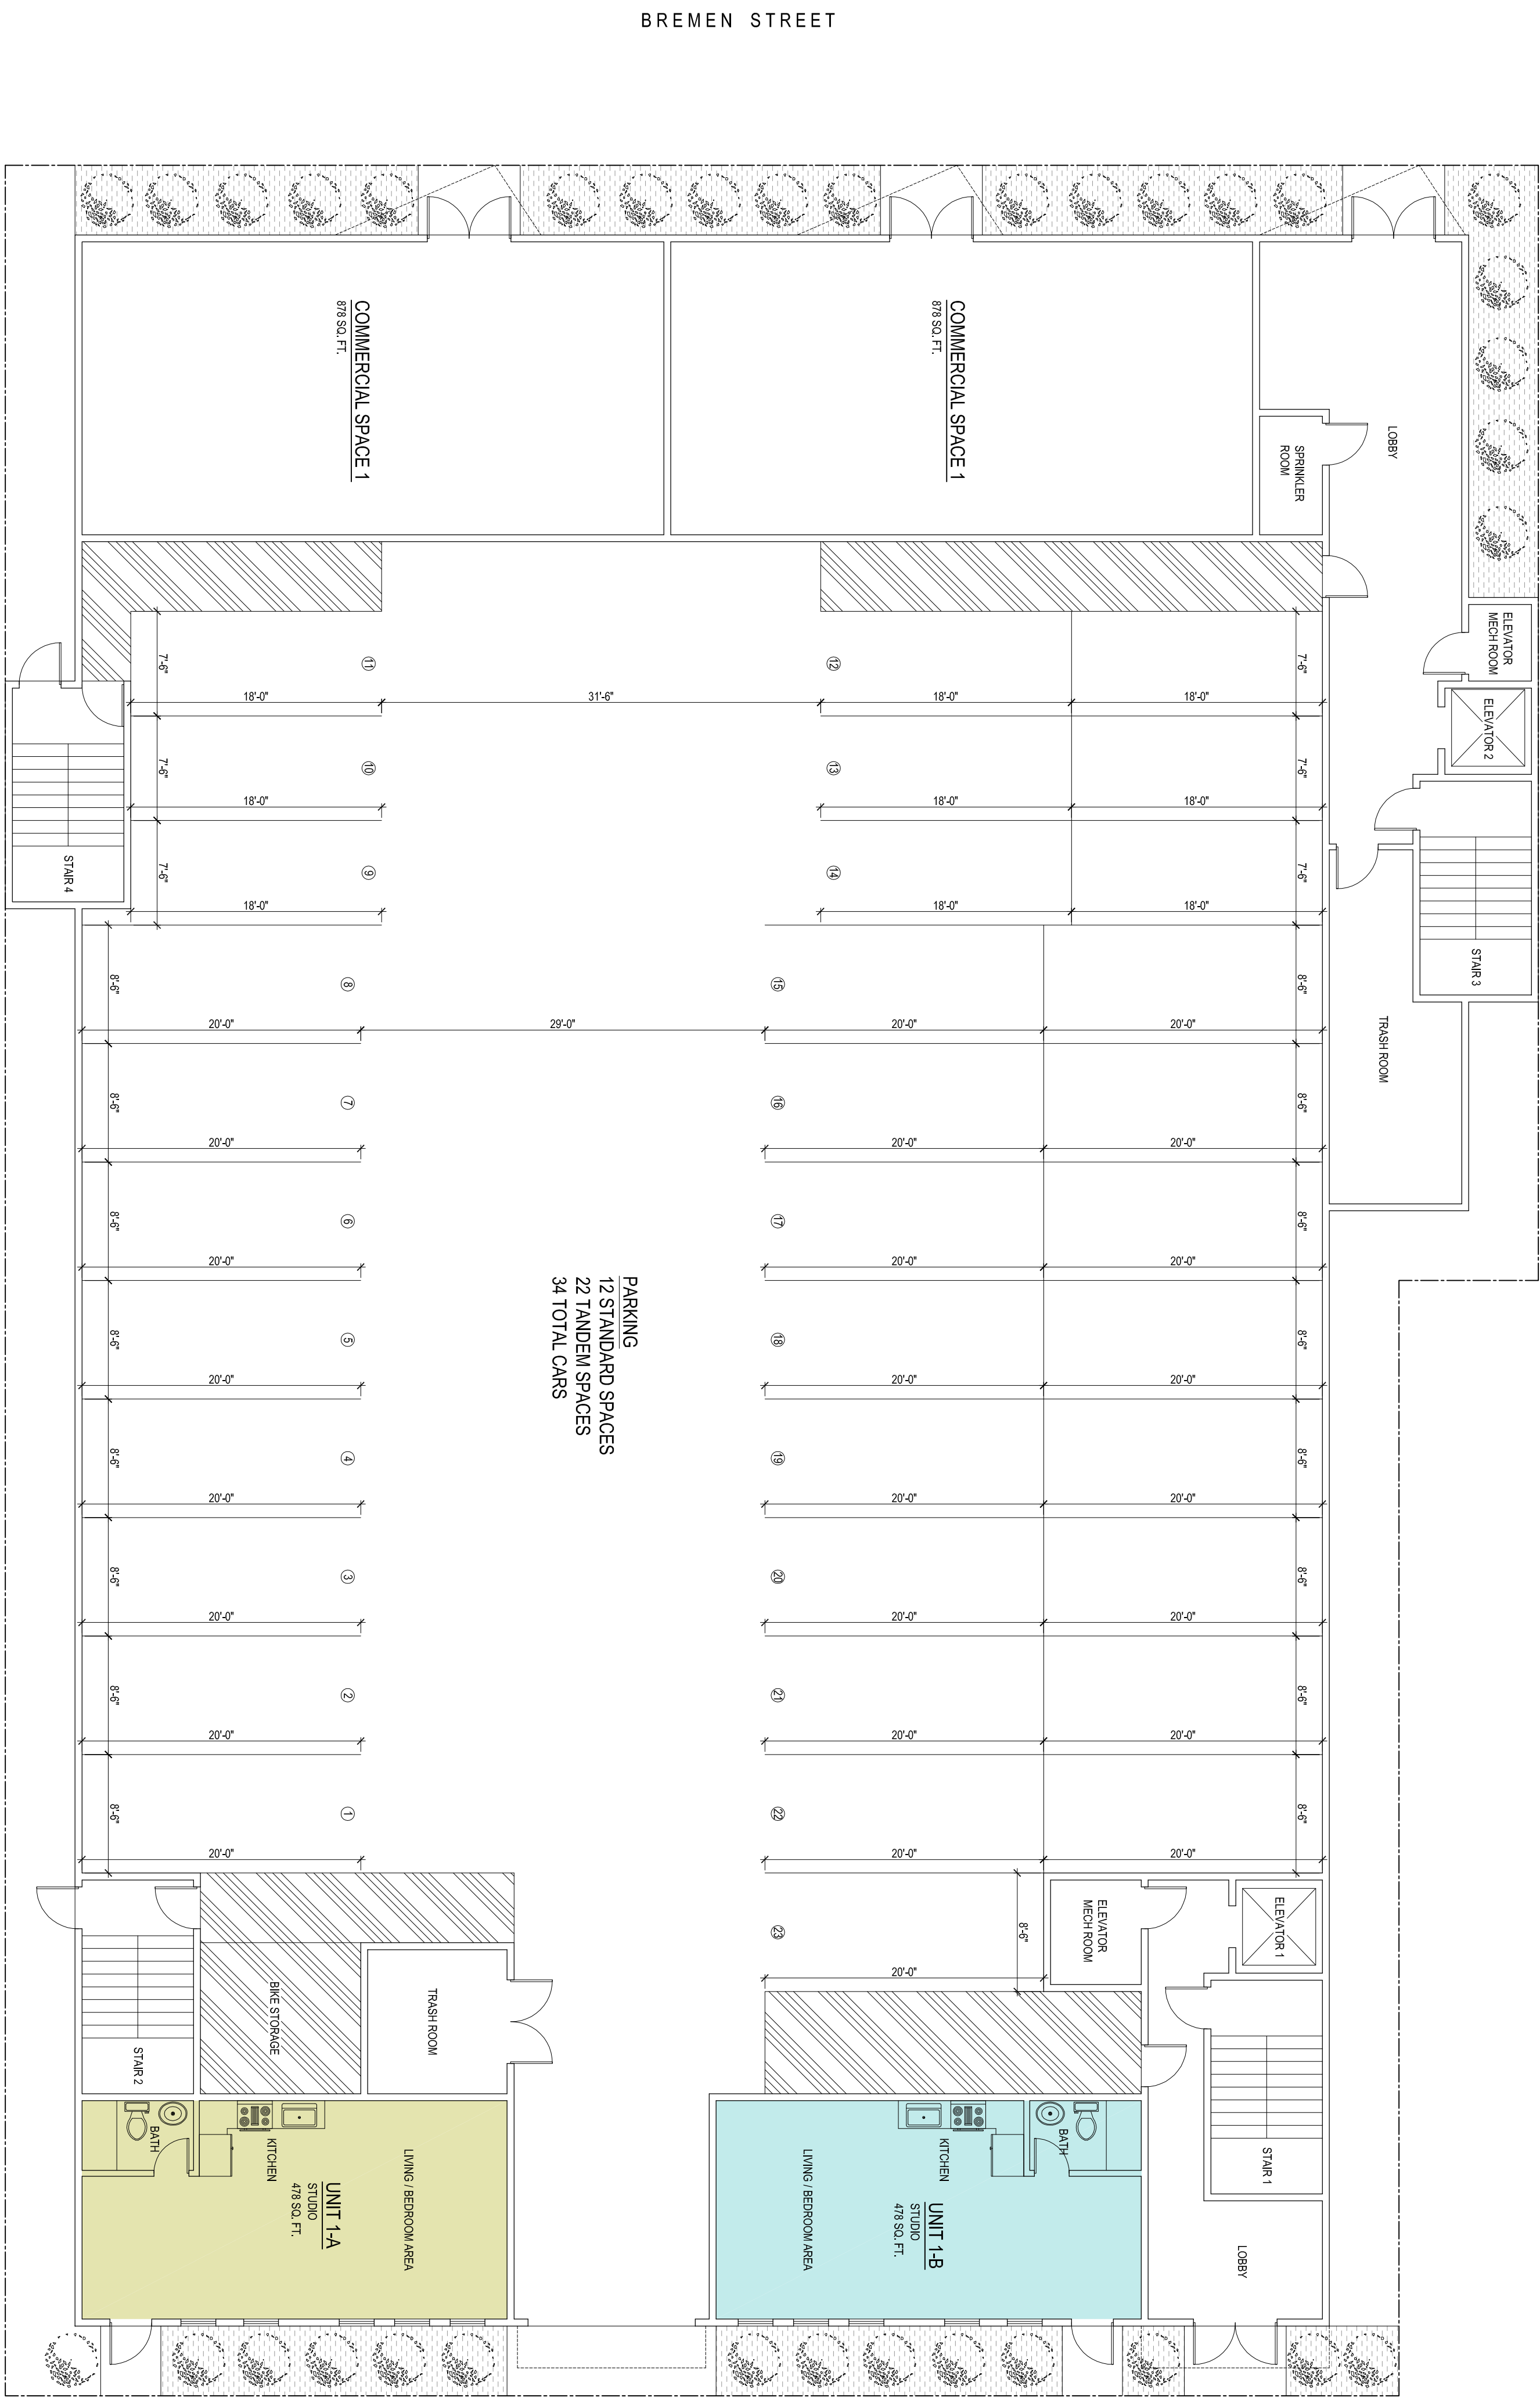 BREMEN STREET
COMMERCIAL SPACE 1
878 SQ. FT.
COMMERCIAL SPACE 1
878 SQ. FT.
LOBBY
SPRINKLER
ROOM
ELEVATOR
MECH ROOM
ELEVATOR 2
STAIR 3
TRASH ROOM
STAIR 4
7'-6"
11
12
7'-6"
18'-0"
31'-6"
18'-0"
18'-0"
7'-6"
10
13
7'-6"
18'-0"
18'-0"
18'-0"
7'-6"
9
14
7'-6"
18'-0"
18'-0"
18'-0"
8'-6"
8
15
8'-6"
20'-0"
29'-0"
20'-0"
20'-0"
8'-6"
7
16
8'-6"
20'-0"
20'-0"
20'-0"
8'-6"
6
17
8'-6"
20'-0"
20'-0"
20'-0"
PARKING
12 STANDARD SPACES
22 TANDEM SPACES
34 TOTAL CARS
8'-6"
5
18
8'-6"
20'-0"
20'-0"
20'-0"
8'-6"
4
19
8'-6"
20'-0"
20'-0"
20'-0"
8'-6"
3
20
8'-6"
20'-0"
20'-0"
20'-0"
8'-6"
2
21
8'-6"
20'-0"
20'-0"
20'-0"
8'-6"
1
22
8'-6"
20'-0"
20'-0"
20'-0"
23
8'-6"
20'-0"
ELEVATOR
MECH ROOM
ELEVATOR 1
BIKE STORAGE
TRASH ROOM
STAIR 2
STAIR 1
LOBBY
BATH
KITCHEN
LIVING / BEDROOM AREA
UNIT 1-A
STUDIO
478 SQ. FT.
LIVING / BEDROOM AREA
KITCHEN
BATH
UNIT 1-B
STUDIO
478 SQ. FT.